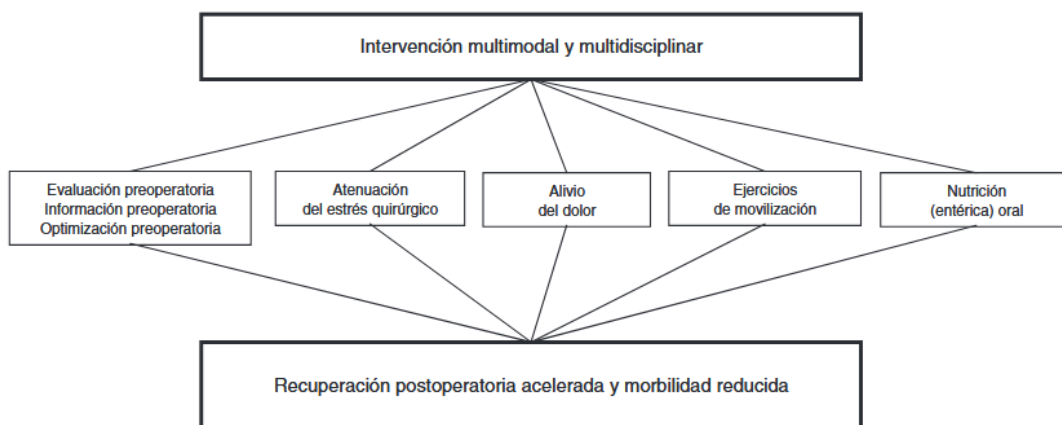 Intervención multimodal y multidisciplinar
Evaluación preoperatoria
Información preoperatoria
Optimización preoperatoria
Atenuación
del estrés quirúrgico
Alivio
del dolor
Ejercicios
de movilización
Nutrición
(entérica) oral
Recuperación postoperatoria acelerada y morbilidad reducida